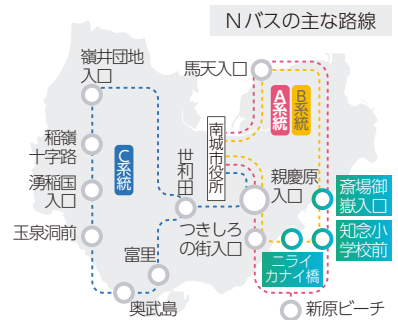 Nバスの主な路線
嶺井団地
入口
馬天入口
A系統
B系統
南城市役所
稲嶺
十字路
C系統
世利田
親慶原
入口
斎場御
嶽入口
湧稲国
入口
玉泉洞前
つきしろ
の街入口
知念小
学校前
富里
ニライ
カナイ橋
奥武島
新原ビーチ